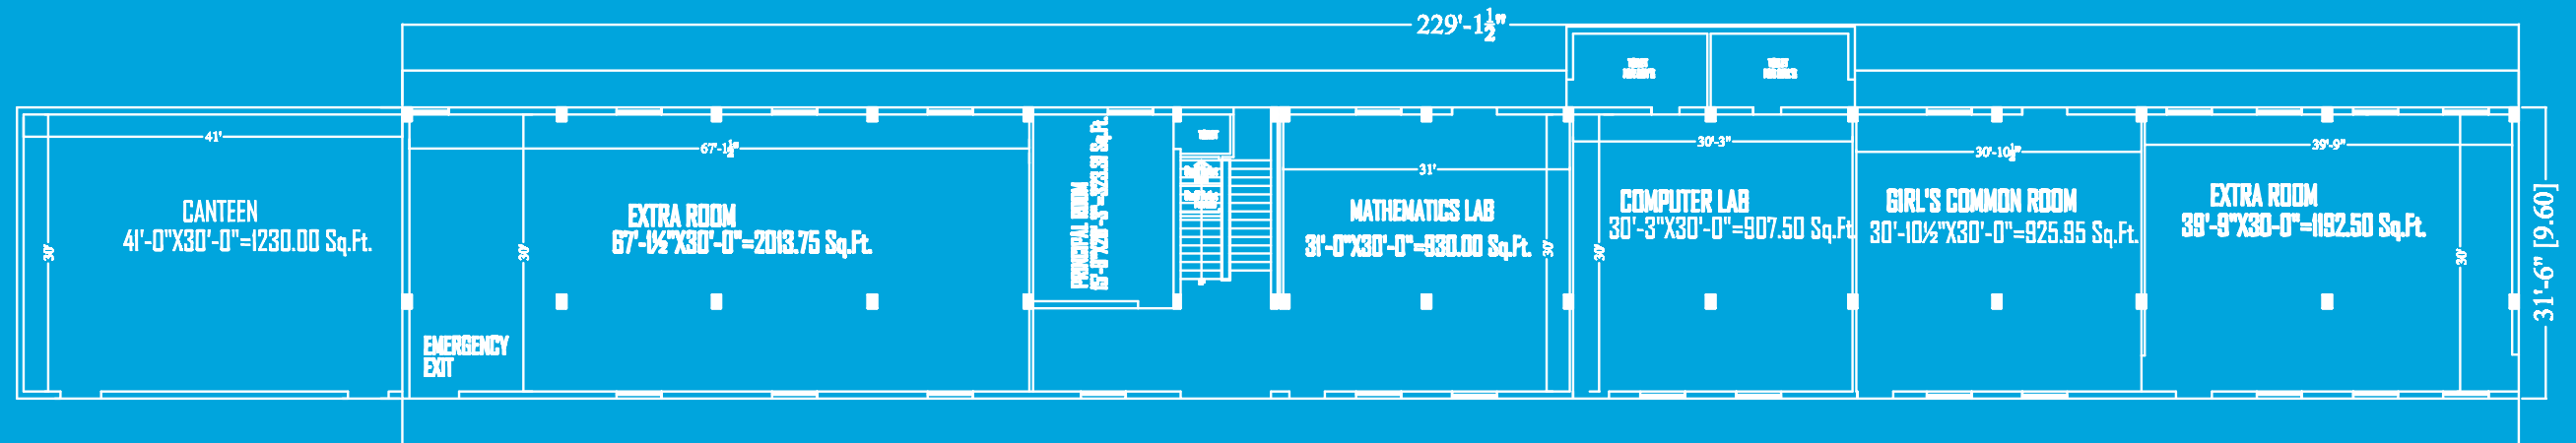 229'-1½"
41'
67'-1½"
31'
30'-3"
30'-10½"
39'-9"
CANTEEN
41'-0"X30'-0"=1230.00 Sq.Ft.
30'
EXTRA ROOM
67'-1½"X30'-0"=2013.75 Sq.Ft.
30'
EMERGENCY
EXIT
PRINCIPAL ROOM
MATHEMATICS LAB
31'-0"X30'-0"=930.00 Sq.Ft.
30'
COMPUTER LAB
30'-3"X30'-0"=907.50 Sq.Ft.
30'
GIRL'S COMMON ROOM
30'-10½"X30'-0"=925.95 Sq.Ft.
EXTRA ROOM
39'-9"X30-0"=1192.50 Sq.Ft.
30'
31'-6" [9.60]